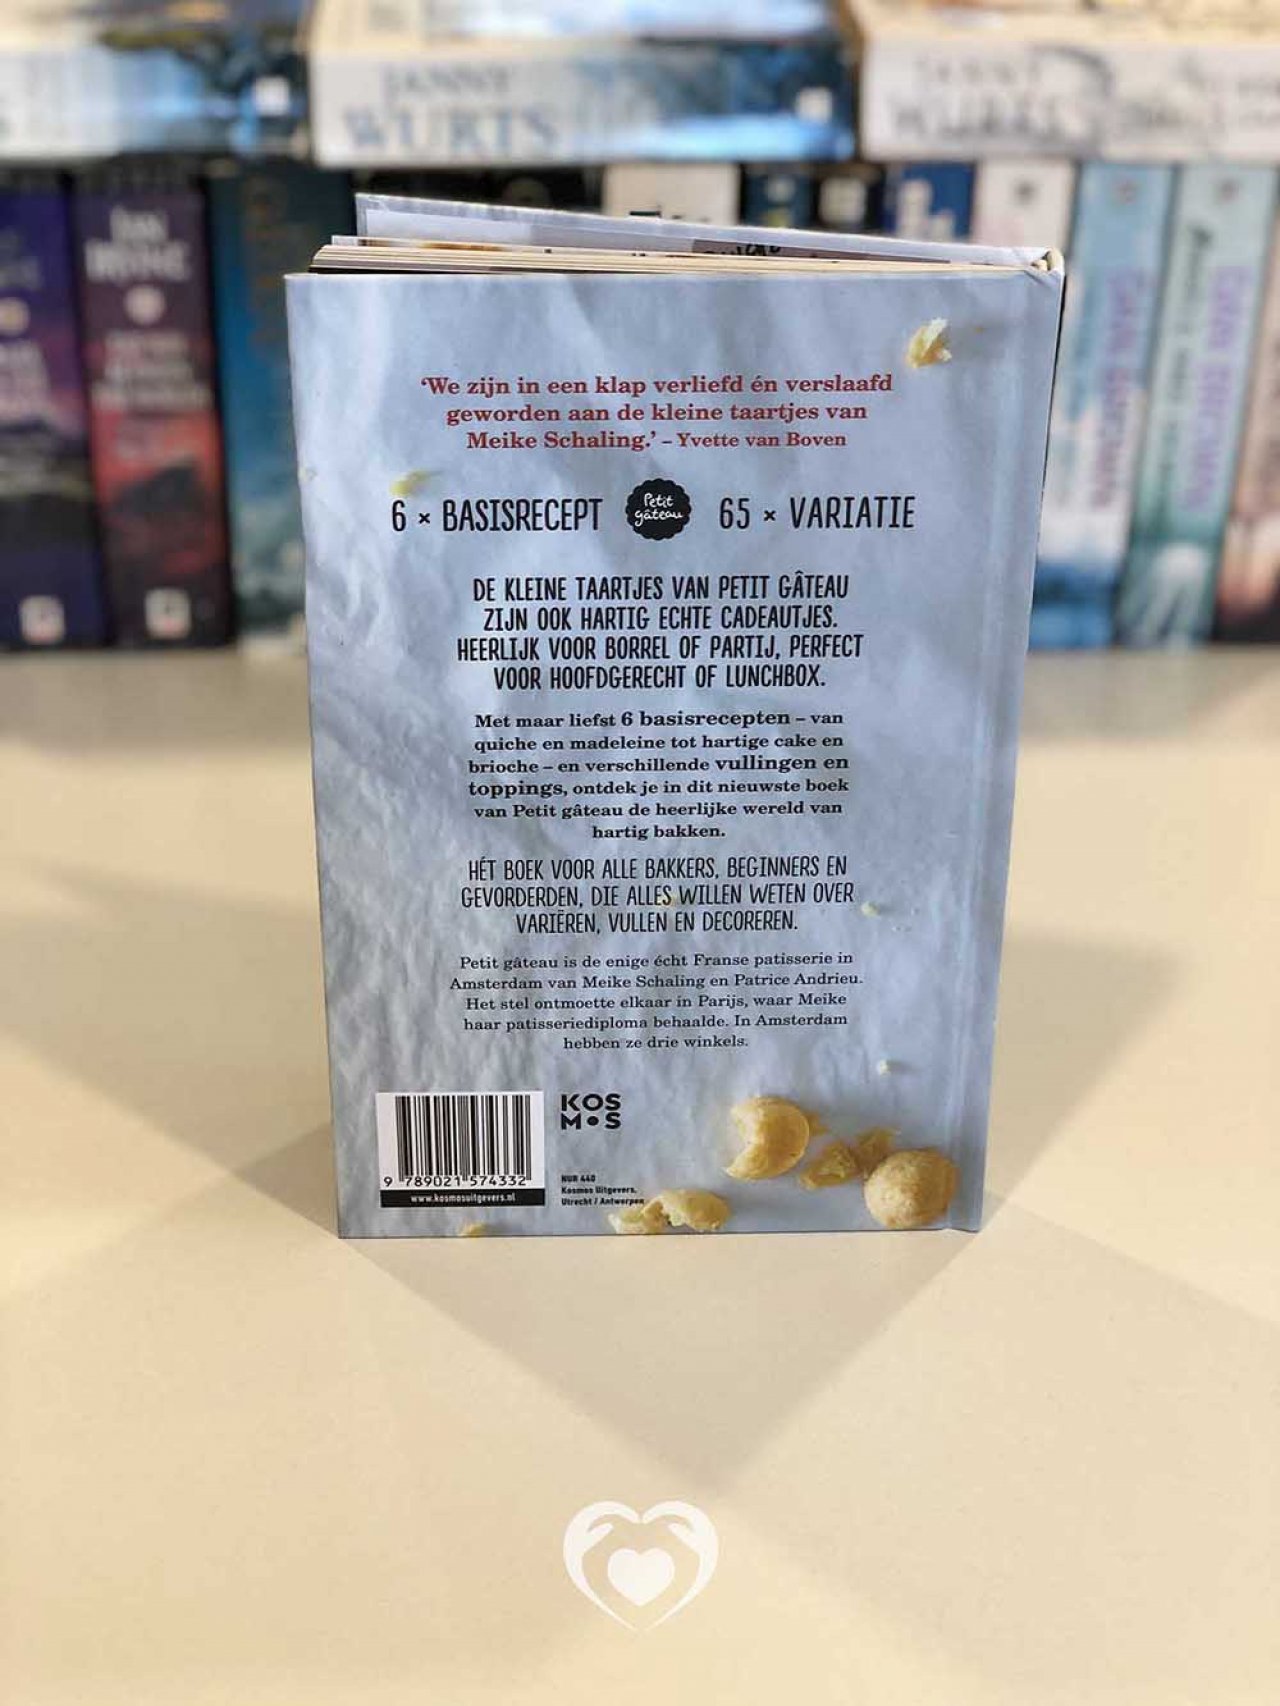 JANNY
WURTS
JANNY
WURTS
‘We zijn in een klap verliefd én verslaafd
geworden aan de kleine taartjes van
Meike Schaling.’ – Yvette van Boven
6 × BASISRECEPT
Petit
gâteau
65 × VARIATIE
DE KLEINE TAARTJES VAN PETIT GÂTEAU
ZIJN OOK HARTIG ECHTE CADEAUTJES.
HEERLIJK VOOR BORREL OF PARTIJ, PERFECT
VOOR HOOFDGERECHT OF LUNCHBOX.
Met maar liefst 6 basisrecepten – van
quiche en madeleine tot hartige cake en
brioche – en verschillende vullingen en
toppings, ontdek je in dit nieuwste boek
van Petit gâteau de heerlijke wereld van
hartig bakken.
HÉT BOEK VOOR ALLE BAKKERS, BEGINNERS EN
GEVORDERDEN, DIE ALLES WILLEN WETEN OVER
VARIËREN, VULLEN EN DECOREREN.
Petit gâteau is de enige écht Franse patisserie in
Amsterdam van Meike Schaling en Patrice Andrieu.
Het stel ontmoette elkaar in Parijs, waar Meike
haar patisseriediploma behaalde. In Amsterdam
hebben ze drie winkels.
KOS
M•S
9 789021 574332
www.kosmosuitgevers.nl
NUR 440
Kosmos Uitgevers,
Utrecht / Antwerpen